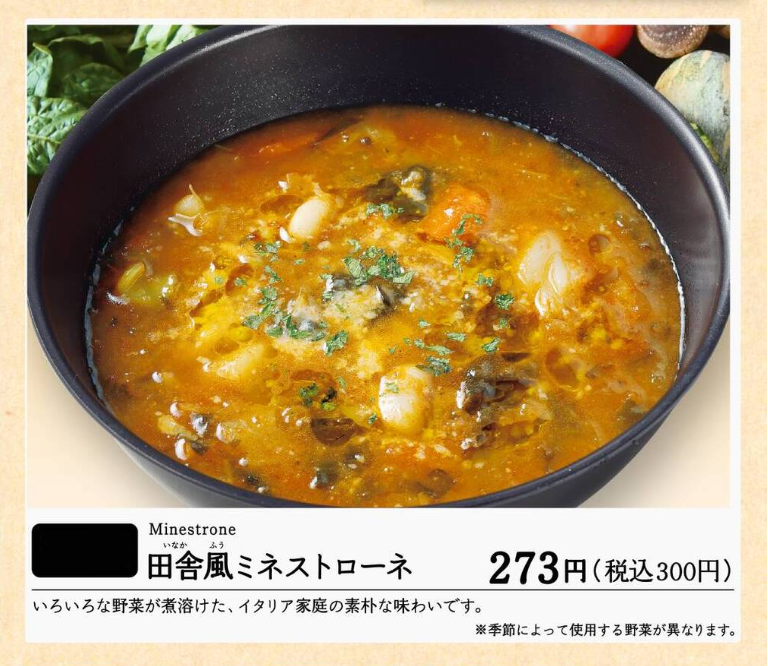 Minestrone
いなか ふう
田舎風ミネストローネ 273円(税込300円)
いろいろな野菜が煮溶けた、イタリア家庭の素朴な味わいです。
※季節によって使用する野菜が異なります。